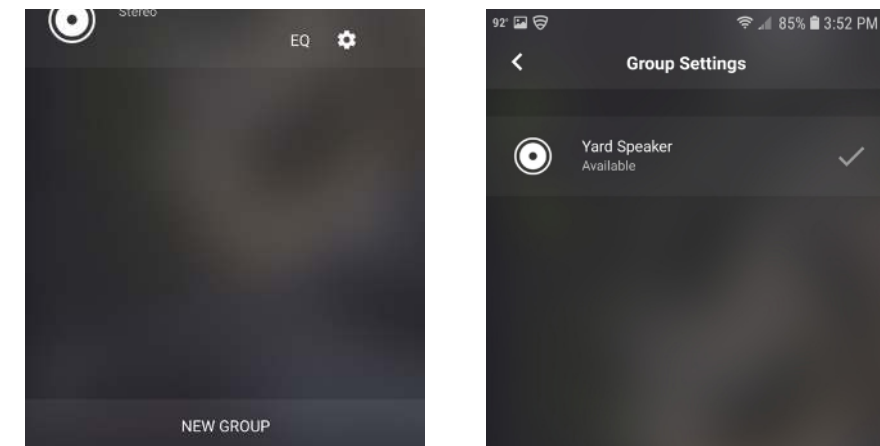 Stereo
EQ
NEW GROUP
92° 85% 3:52 PM
Group Settings
Yard Speaker
Available